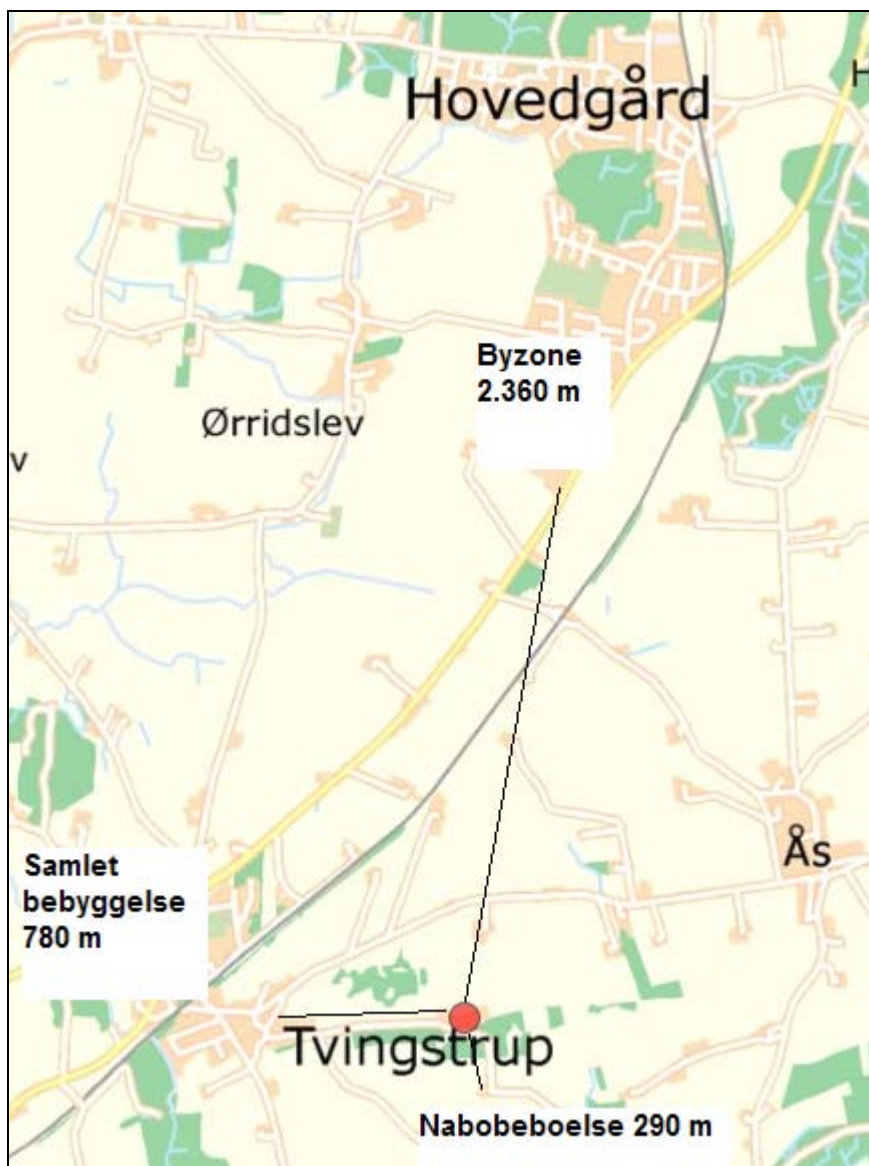 Hovedgård
H
Byzone
2.360 m
Ørridslev
v
Samlet
bebyggelse
780 m
Ås
Tvingstrup
Nabobeboelse 290 m